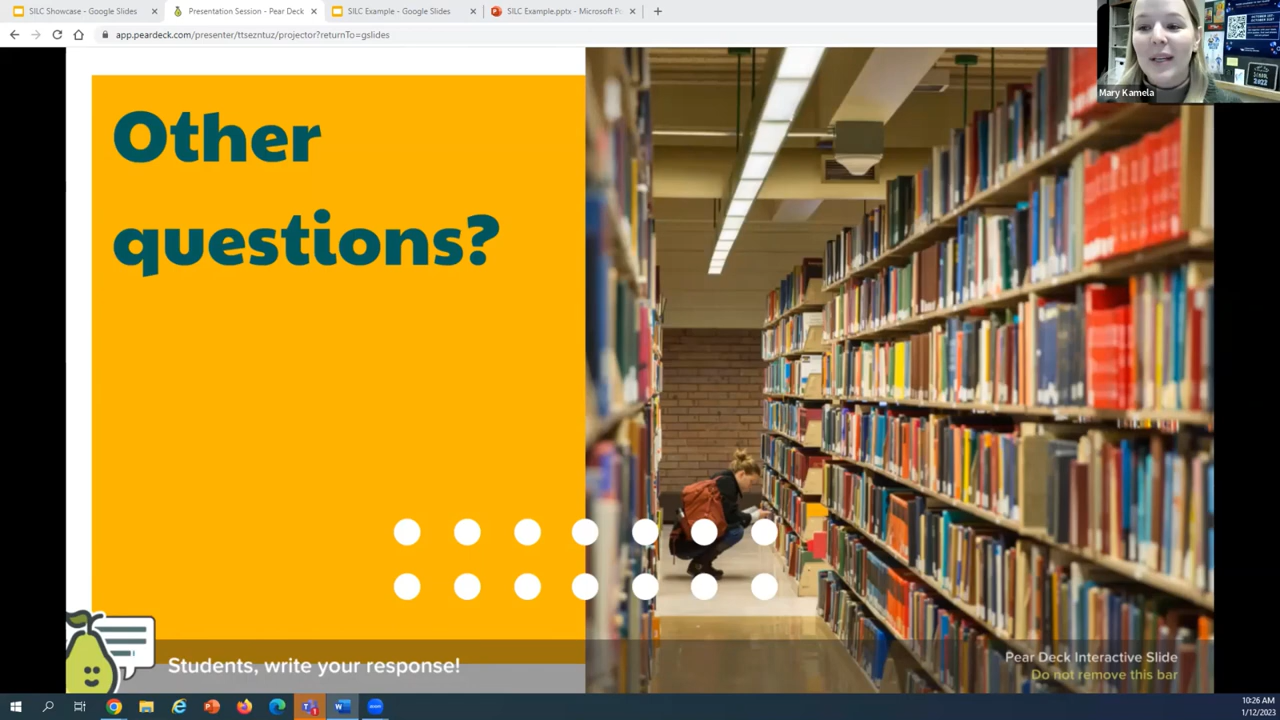 SILC Showcase - Google Slides
Presentation Session - Pear Deck
SILC Example - Google Slides
SILC Example.pptx - Microsoft P
app.peardeck.com/presenter/ttsezntuz/projector?returnTo=gslides
Mary Kamela
Other
questions?
Students, write your response!
Pear Deck Interactive Slide
Do not remove this bar
10:26 AM
1/12/2023